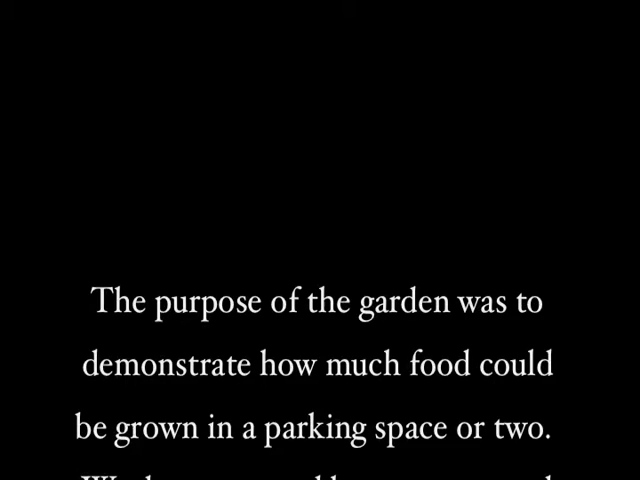 The purpose of the garden was to
demonstrate how much food could
be grown in a parking space or two.